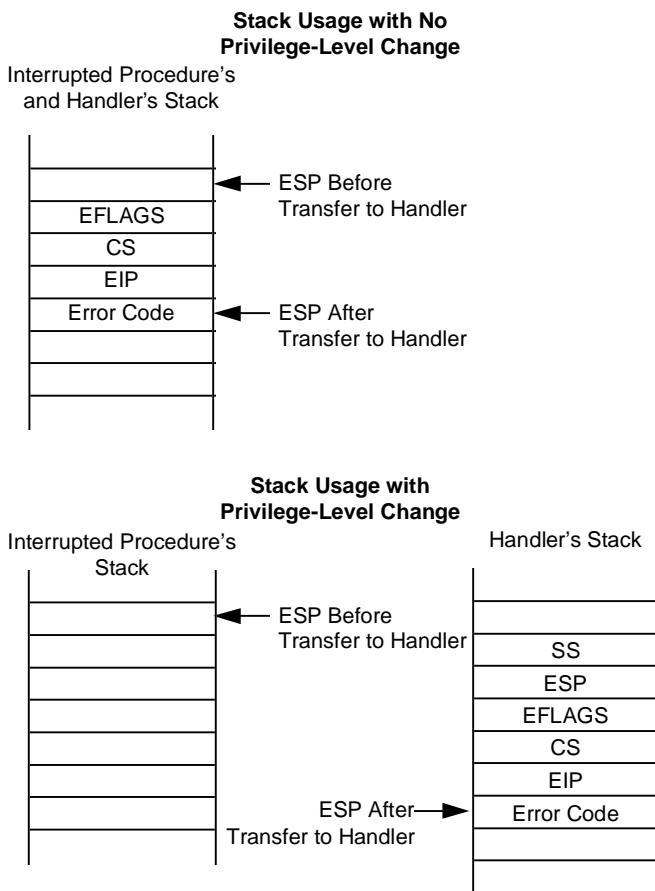 Stack Usage with No
Privilege-Level Change
Interrupted Procedure’s
and Handler’s Stack
ESP Before
Transfer to Handler
EFLAGS
CS
EIP
Error Code
ESP After
Transfer to Handler
Stack Usage with
Privilege-Level Change
Interrupted Procedure’s
Stack
Handler’s Stack
ESP Before
Transfer to Handler
SS
ESP
EFLAGS
CS
EIP
Error Code
ESP After
Transfer to Handler